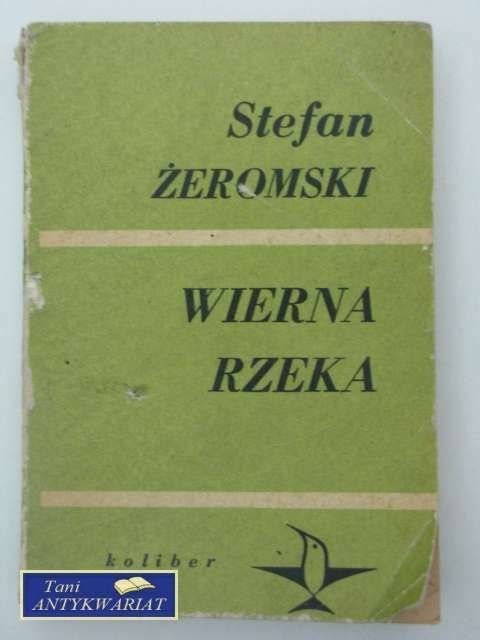 Stefan
ŻEROMSKI
WIERNA
RZEKA
koliber
Tani
ANTYKWARIAT